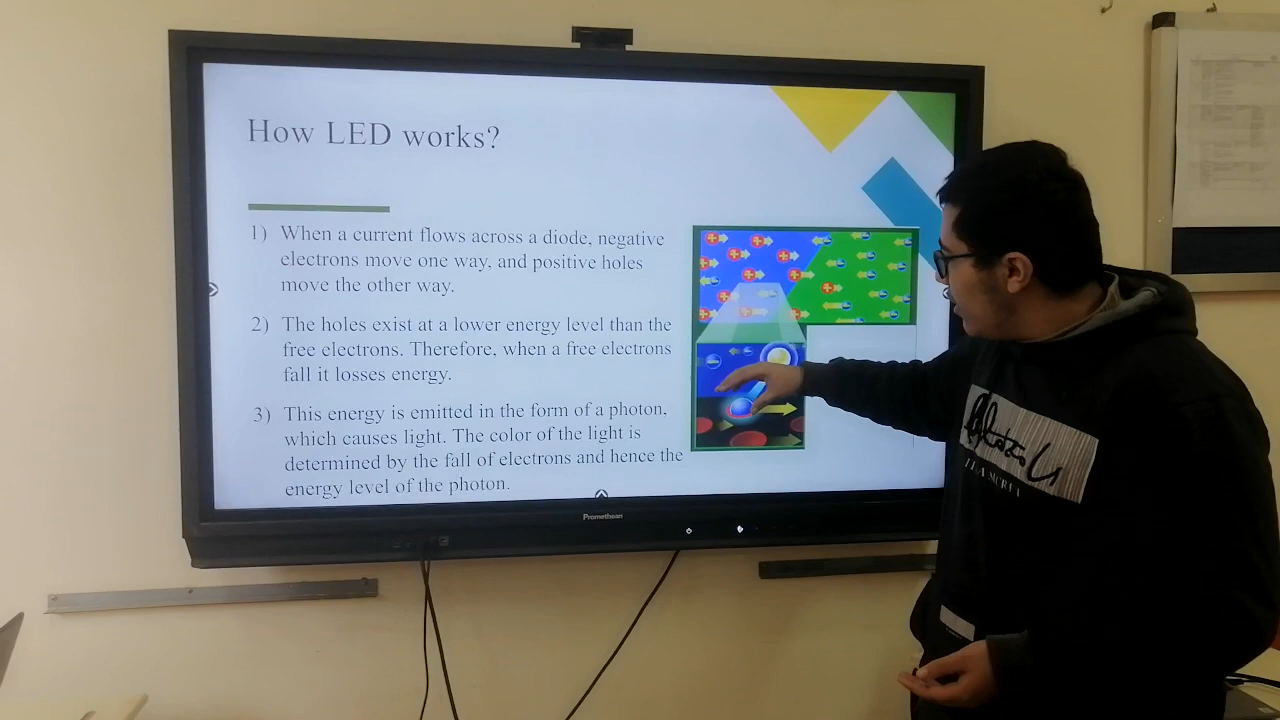 How LED works?
1) When a current flows across a diode, negative
electrons move one way, and positive holes
move the other way.
2) The holes exist at a lower energy level than the
free electrons. Therefore, when a free electrons
fall it losses energy.
3) This energy is emitted in the form of a photon,
which causes light. The color of the light is
determined by the fall of electrons and hence the
energy level of the photon.
Promethean